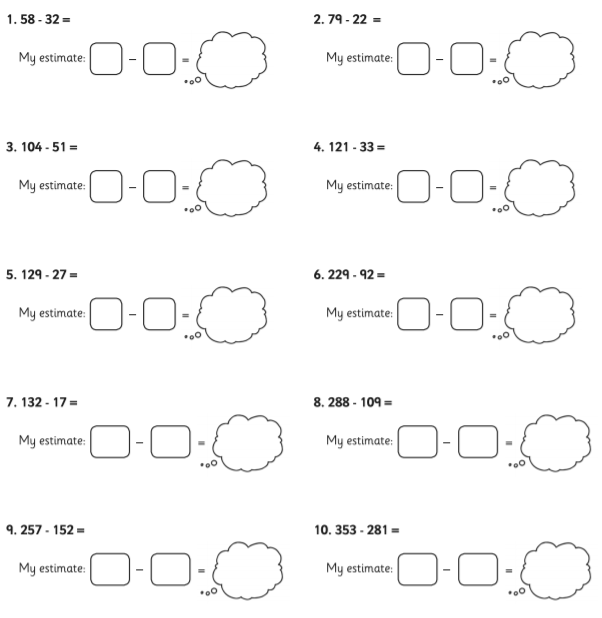 1. 58 - 32 =
My estimate: - =
2. 79 - 22 =
My estimate: - =
3. 104 - 51 =
My estimate: - =
4. 121 - 33 =
My estimate: - =
5. 129 - 27 =
My estimate: - =
6. 229 - 92 =
My estimate: - =
7. 132 - 17 =
My estimate: - =
8. 288 - 109 =
My estimate: - =
9. 257 - 152 =
My estimate: - =
10. 353 - 281 =
My estimate: - =